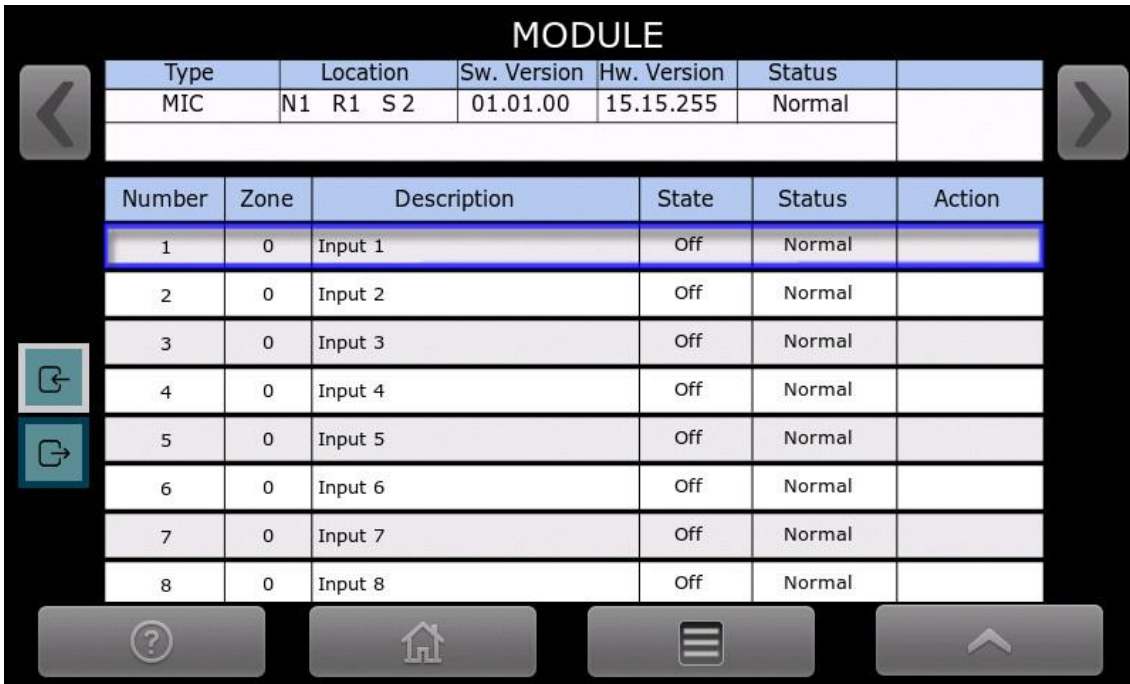 MODULE
Type Location Sw. Version Hw. Version Status
MIC N1 R1 S 2 01.01.00 15.15.255 Normal
Number Zone Description State Status Action
1 0 Input 1 Off Normal
2 0 Input 2 Off Normal
3 0 Input 3 Off Normal
4 0 Input 4 Off Normal
5 0 Input 5 Off Normal
6 0 Input 6 Off Normal
7 0 Input 7 Off Normal
8 0 Input 8 Off Normal
?